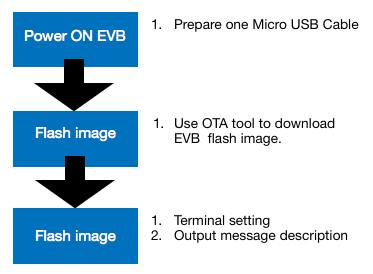 Power ON EVB
1. Prepare one Micro USB Cable
Flash image
1. Use OTA tool to download
EVB flash image.
Flash image
1. Terminal setting
2. Output message description